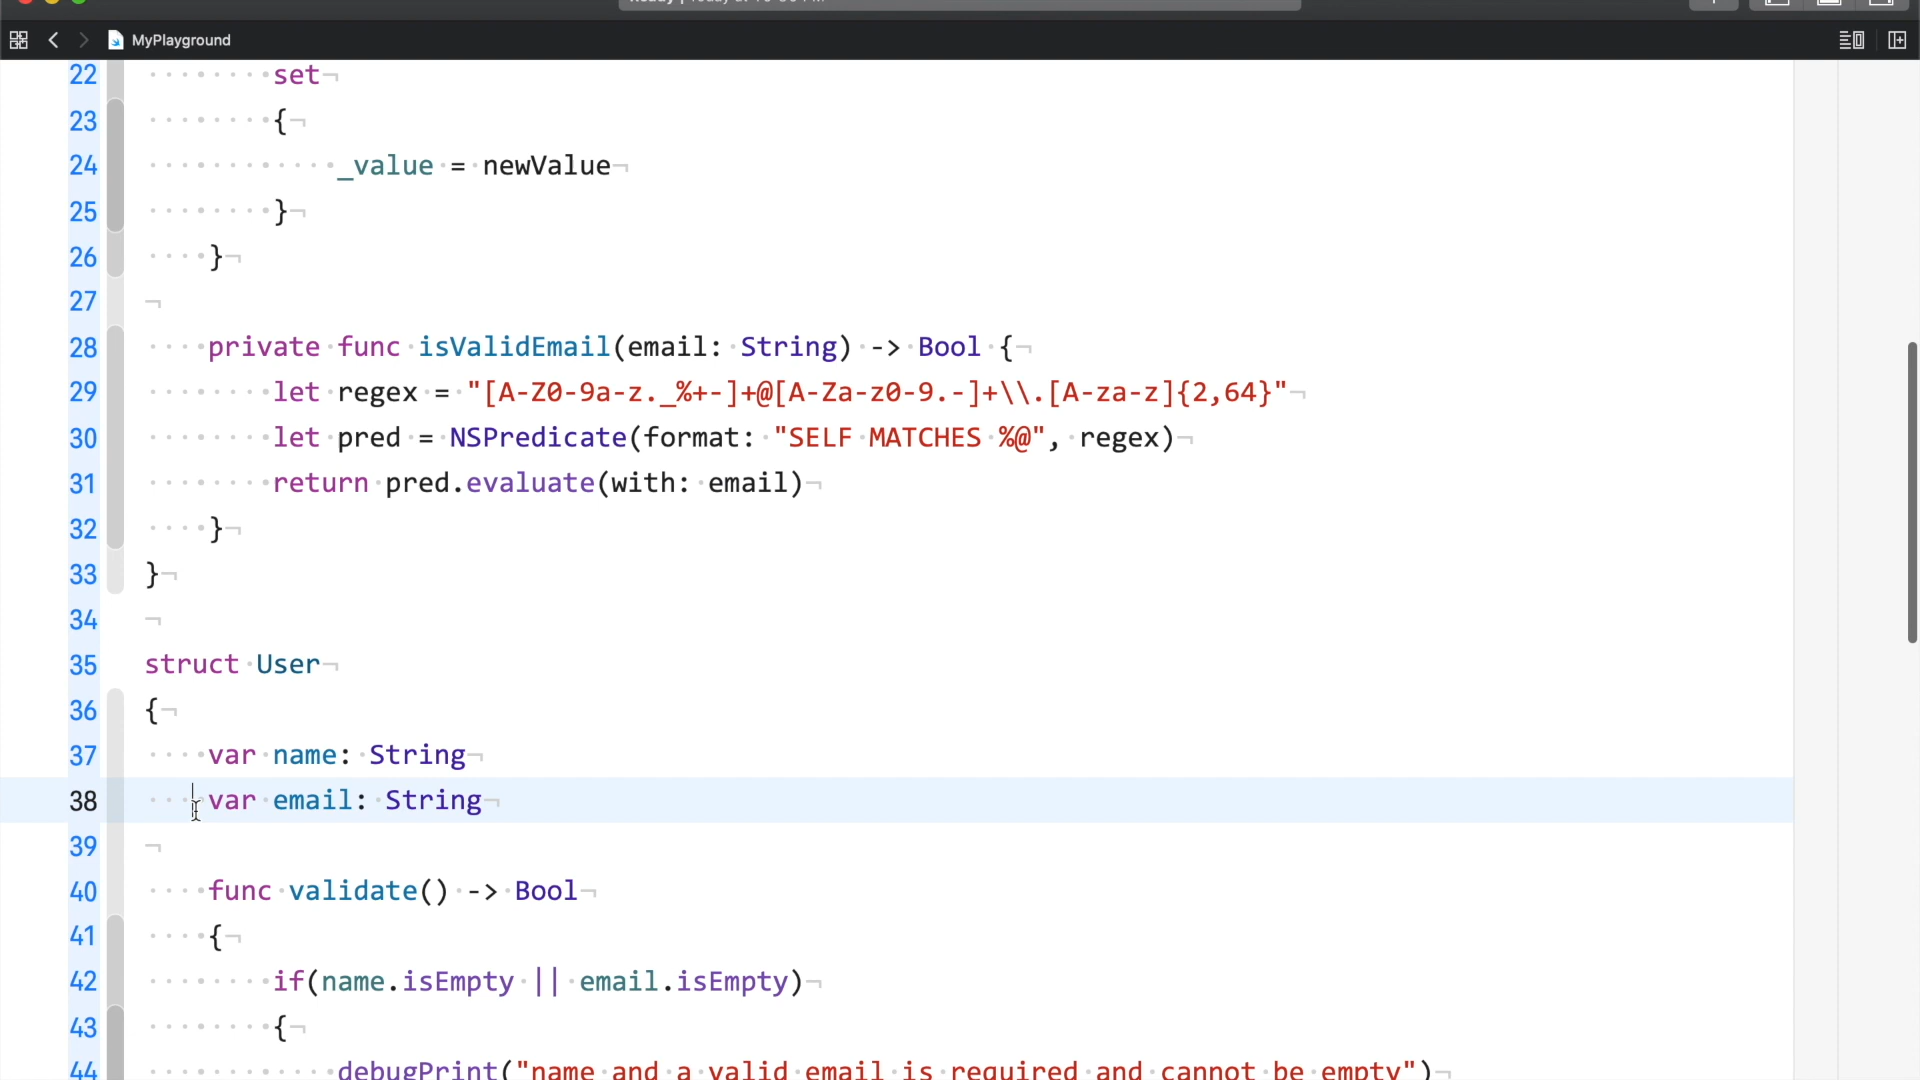 MyPlayground
22 set
23 {
24 _value = newValue
25 }
26 }
27
28 private func isValidEmail(email: String) -> Bool {
29 let regex = "[A-Z0-9a-z._%+-]+@[A-Za-z0-9.-]+\\.[A-za-z]{2,64}"
30 let pred = NSPredicate(format: "SELF MATCHES %@", regex)
31 return pred.evaluate(with: email)
32 }
33 }
34
35 struct User
36 {
37 var name: String
38 var email: String
39
40 func validate() -> Bool
41 {
42 if(name.isEmpty || email.isEmpty)
43 {
44 debugPrint("name and a valid email is required and cannot be empty")